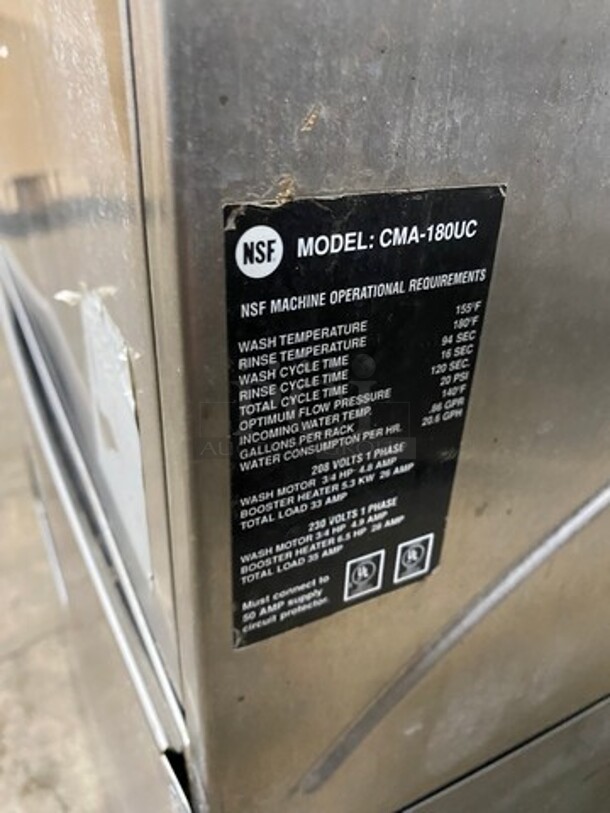 NSF MODEL: CMA-180UC
NSF MACHINE OPERATIONAL REQUIREMENTS
WASH TEMPERATURE 155°F
RINSE TEMPERATURE 180°F
WASH CYCLE TIME 94 SEC
RINSE CYCLE TIME 16 SEC
TOTAL CYCLE TIME 120 SEC.
OPTIMUM FLOW PRESSURE 20 PSI
INCOMING WATER TEMP. 140°F
GALLONS PER RACK .86 GPR
WATER CONSUMPTON PER HR. 20.6 GPH
208 VOLTS 1 PHASE
WASH MOTOR 3/4 HP 4.8 AMP
BOOSTER HEATER 5.3 KW 26 AMP
TOTAL LOAD 33 AMP
230 VOLTS 1 PHASE
WASH MOTOR 3/4 HP 4.9 AMP
BOOSTER HEATER 6.5 HP 28 AMP
TOTAL LOAD 35 AMP
Must connect to
50 AMP supply
circuit protector.
UL UL